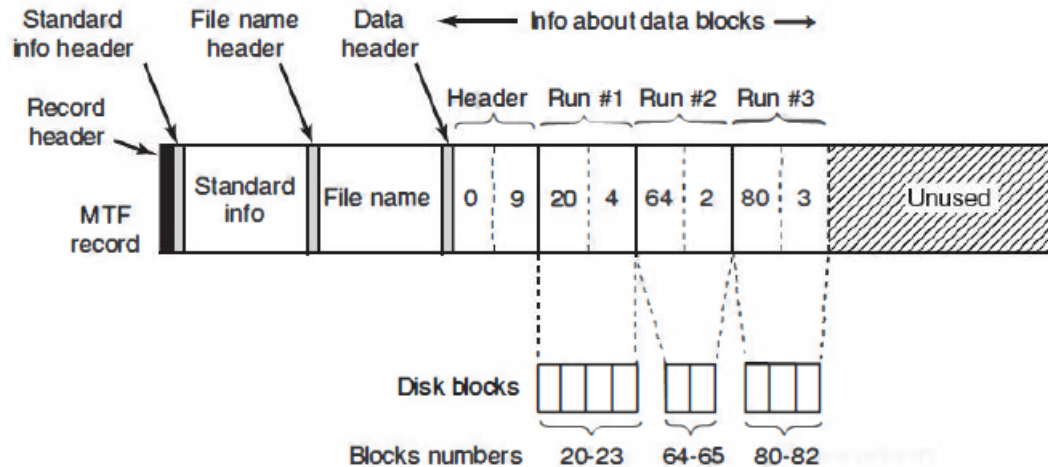 Standard
info header
File name
header
Data
header
Info about data blocks
Record
header
Header Run #1 Run #2 Run #3
MTF
record
Standard
info
File name
0 9 20 4 64 2 80 3
Unused
Disk blocks
Blocks numbers 20-23 64-65 80-82